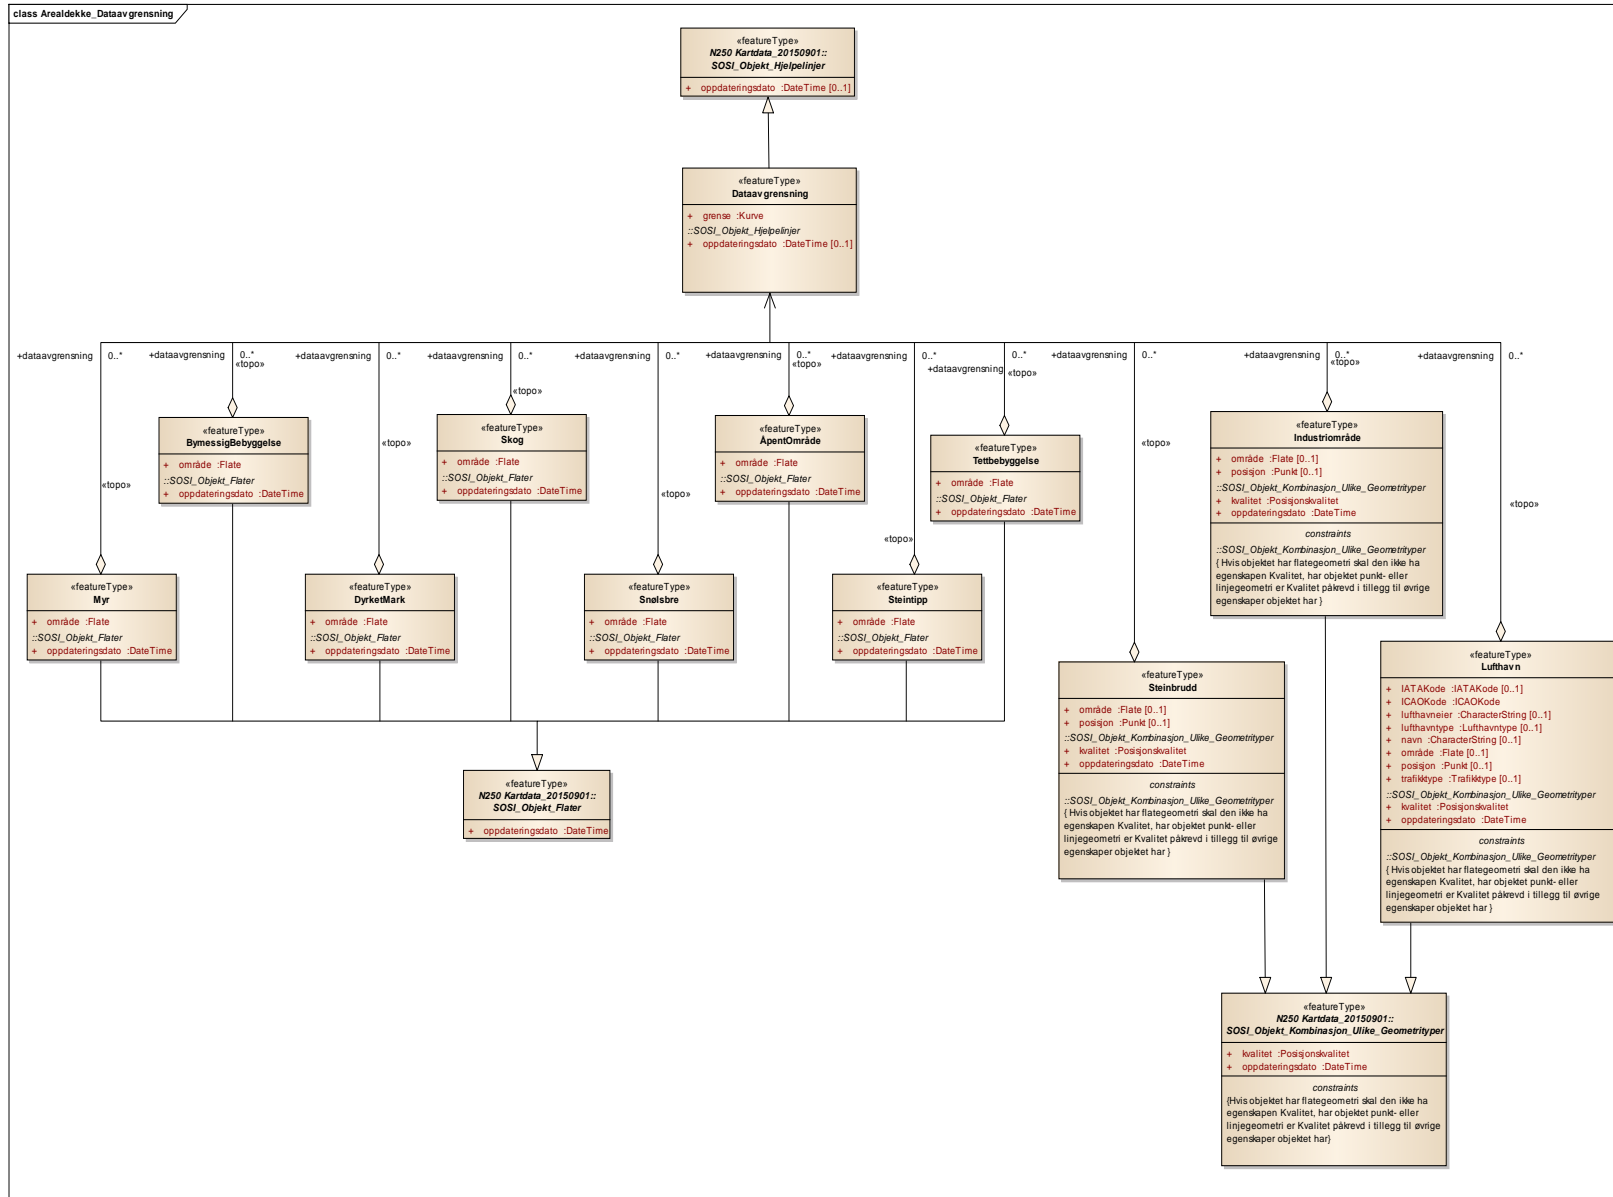 class Arealdekke_Dataavgrensning
«featureType»
N250 Kartdata_20150901::
SOSI_Objekt_Hjelpelinjer
+ oppdateringsdato :DateTime [0..1]
«featureType»
Dataavgrensning
+ grense :Kurve
::SOSI_Objekt_Hjelpelinjer
+ oppdateringsdato :DateTime [0..1]
+dataavgrensning 0..*
«topo»
+dataavgrensning 0..*
«topo»
+dataavgrensning 0..*
«topo»
+dataavgrensning 0..*
«topo»
+dataavgrensning 0..*
«topo»
+dataavgrensning 0..*
«topo»
+dataavgrensning 0..*
«topo»
+dataavgrensning 0..*
«topo»
+dataavgrensning 0..*
«topo»
+dataavgrensning 0..*
«topo»
+dataavgrensning 0..*
«topo»
«featureType»
BymessigBebyggelse
+ område :Flate
::SOSI_Objekt_Flater
+ oppdateringsdato :DateTime
«featureType»
Skog
+ område :Flate
::SOSI_Objekt_Flater
+ oppdateringsdato :DateTime
«featureType»
ÅpentOmråde
+ område :Flate
::SOSI_Objekt_Flater
+ oppdateringsdato :DateTime
«featureType»
Tettbebyggelse
+ område :Flate
::SOSI_Objekt_Flater
+ oppdateringsdato :DateTime
«featureType»
Industriområde
+ område :Flate [0..1]
+ posisjon :Punkt [0..1]
::SOSI_Objekt_Kombinasjon_Ulike_Geometrityper
+ kvalitet :Posisjonskvalitet
+ oppdateringsdato :DateTime
constraints
::SOSI_Objekt_Kombinasjon_Ulike_Geometrityper
{ Hvis objektet har flategeometri skal den ikke ha
egenskapen Kvalitet, har objektet punkt- eller
linjegeometri er Kvalitet påkrevd i tillegg til øvrige
egenskaper objektet har }
«featureType»
Myr
+ område :Flate
::SOSI_Objekt_Flater
+ oppdateringsdato :DateTime
«featureType»
DyrketMark
+ område :Flate
::SOSI_Objekt_Flater
+ oppdateringsdato :DateTime
«featureType»
SnøIsbre
+ område :Flate
::SOSI_Objekt_Flater
+ oppdateringsdato :DateTime
«featureType»
Steintipp
+ område :Flate
::SOSI_Objekt_Flater
+ oppdateringsdato :DateTime
«featureType»
Steinbrudd
+ område :Flate [0..1]
+ posisjon :Punkt [0..1]
::SOSI_Objekt_Kombinasjon_Ulike_Geometrityper
+ kvalitet :Posisjonskvalitet
+ oppdateringsdato :DateTime
constraints
::SOSI_Objekt_Kombinasjon_Ulike_Geometrityper
{ Hvis objektet har flategeometri skal den ikke ha
egenskapen Kvalitet, har objektet punkt- eller
linjegeometri er Kvalitet påkrevd i tillegg til øvrige
egenskaper objektet har }
«featureType»
Lufthavn
+ IATAKode :IATAKode [0..1]
+ ICAOKode :ICAOKode
+ lufthavneier :CharacterString [0..1]
+ lufthavntype :Lufthavntype [0..1]
+ navn :CharacterString [0..1]
+ område :Flate [0..1]
+ posisjon :Punkt [0..1]
+ trafikktype :Trafikktype [0..1]
::SOSI_Objekt_Kombinasjon_Ulike_Geometrityper
+ kvalitet :Posisjonskvalitet
+ oppdateringsdato :DateTime
constraints
::SOSI_Objekt_Kombinasjon_Ulike_Geometrityper
{ Hvis objektet har flategeometri skal den ikke ha
egenskapen Kvalitet, har objektet punkt- eller
linjegeometri er Kvalitet påkrevd i tillegg til øvrige
egenskaper objektet har }
«featureType»
N250 Kartdata_20150901::
SOSI_Objekt_Flater
+ oppdateringsdato :DateTime
«featureType»
N250 Kartdata_20150901::
SOSI_Objekt_Kombinasjon_Ulike_Geometrityper
+ kvalitet :Posisjonskvalitet
+ oppdateringsdato :DateTime
constraints
{Hvis objektet har flategeometri skal den ikke ha
egenskapen Kvalitet, har objektet punkt- eller
linjegeometri er Kvalitet påkrevd i tillegg til øvrige
egenskaper objektet har}